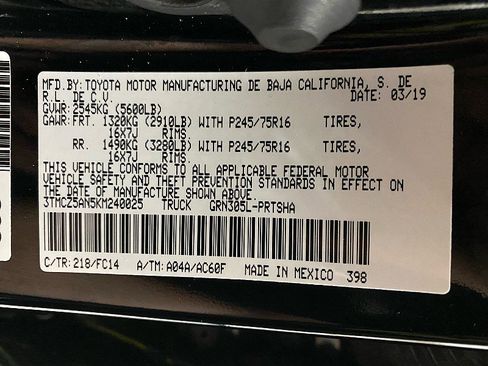 MFD.BY:TOYOTA MOTOR MANUFACTURING DE BAJA CALIFORNIA, S. DE
R.L. DE C.V. DATE: 03/19
GVWR: 2545KG (5600LB)
GAWR:FRT. 1320KG (2910LB) WITH P245/75R16 TIRES,
16X7J RIMS.
RR. 1490KG (3280LB) WITH P245/75R16 TIRES,
16X7J RIMS.
THIS VEHICLE CONFORMS TO ALL APPLICABLE FEDERAL MOTOR
VEHICLE SAFETY AND THEFT PREVENTION STANDARDS IN EFFECT ON
THE DATE OF MANUFACTURE SHOWN ABOVE.
3TMCZ5AN5KM240025 TRUCK GRN305L-PRTSHA
C/TR: 218/FC14 A/TM: A04A/AC60F MADE IN MEXICO 398